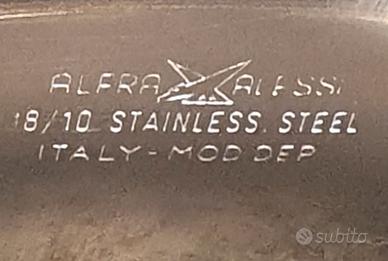 ALFRA ALESSI
18/10 STAINLESS STEEL
ITALY - MOD DEP
subito